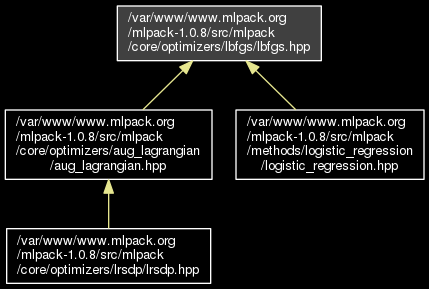 /var/www/www.mlpack.org
/mlpack-1.0.8/src/mlpack
/core/optimizers/lbfgs/lbfgs.hpp
/var/www/www.mlpack.org
/mlpack-1.0.8/src/mlpack
/core/optimizers/aug_lagrangian
/aug_lagrangian.hpp
/var/www/www.mlpack.org
/mlpack-1.0.8/src/mlpack
/methods/logistic_regression
/logistic_regression.hpp
/var/www/www.mlpack.org
/mlpack-1.0.8/src/mlpack
/core/optimizers/lrsdp/lrsdp.hpp